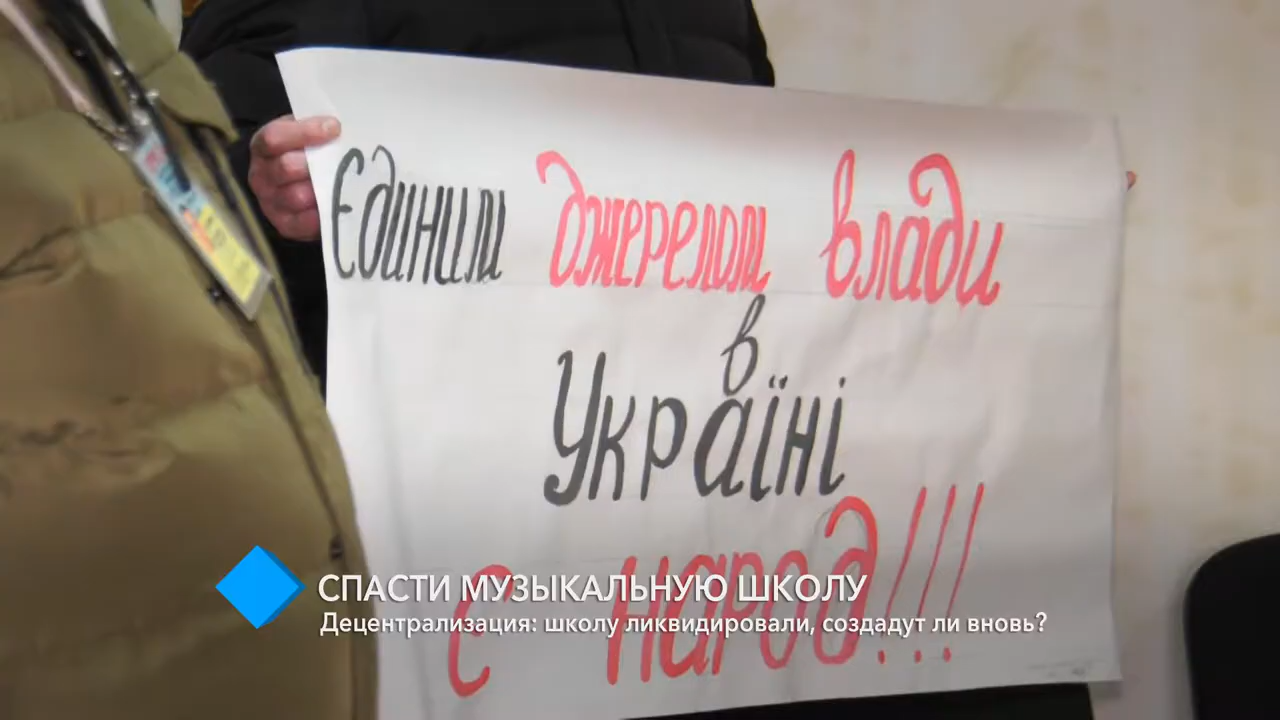 Єдиним джерелом влади
в
Україні
є народ!!!
СПАСТИ МУЗЫКАЛЬНУЮ ШКОЛУ
Децентрализация: школу ликвидировали, создадут ли вновь?